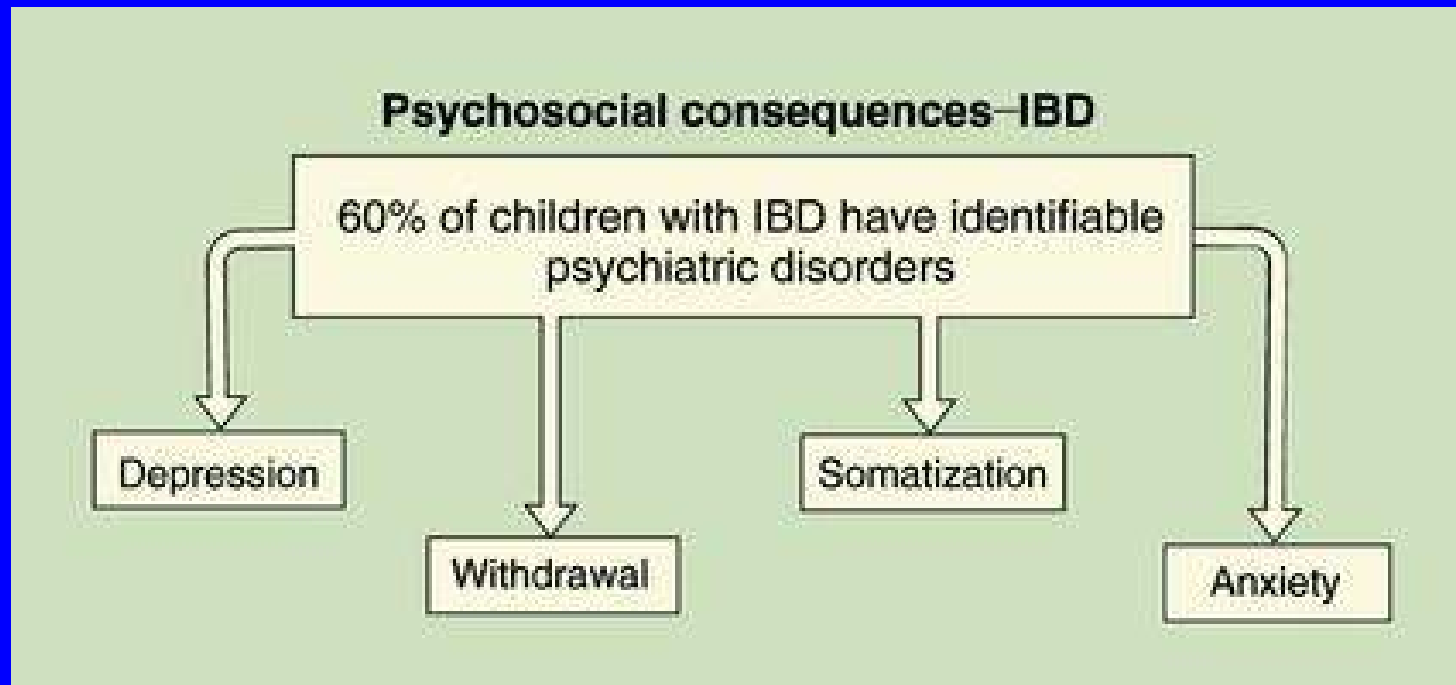 Psychosocial consequences–IBD
60% of children with IBD have identifiable
psychiatric disorders
Depression
Somatization
Withdrawal
Anxiety